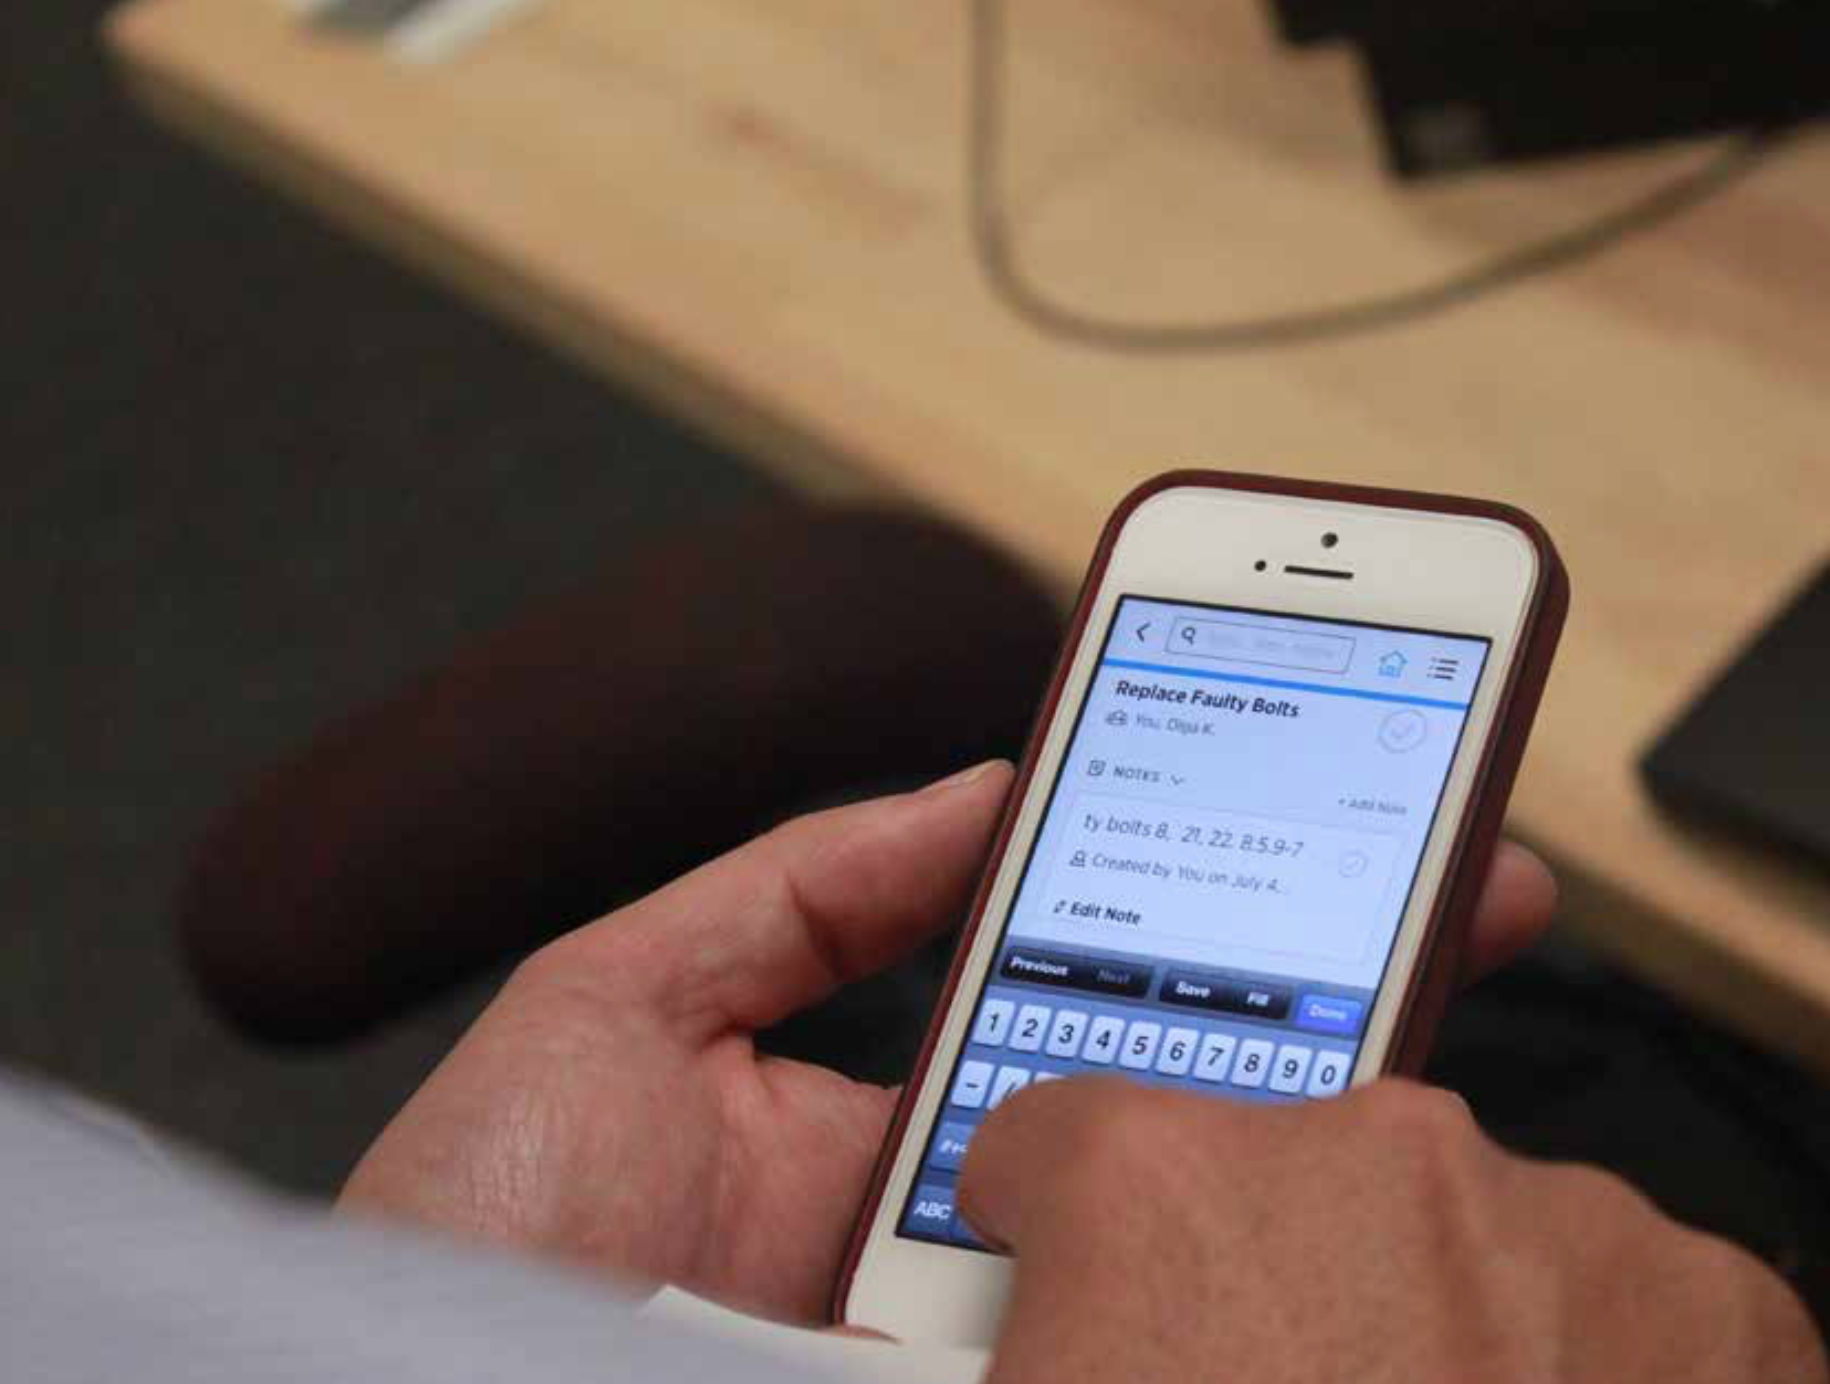 Replace Faulty Bolts
You, Olga K.
NOTES
+ Add Note
ty bolts 8, 21, 22, 8.5.9-7
Created by You on July 4...
Edit Note
Previous Next Save Fill Done
1 2 3 4 5 6 7 8 9 0
- /
ABC